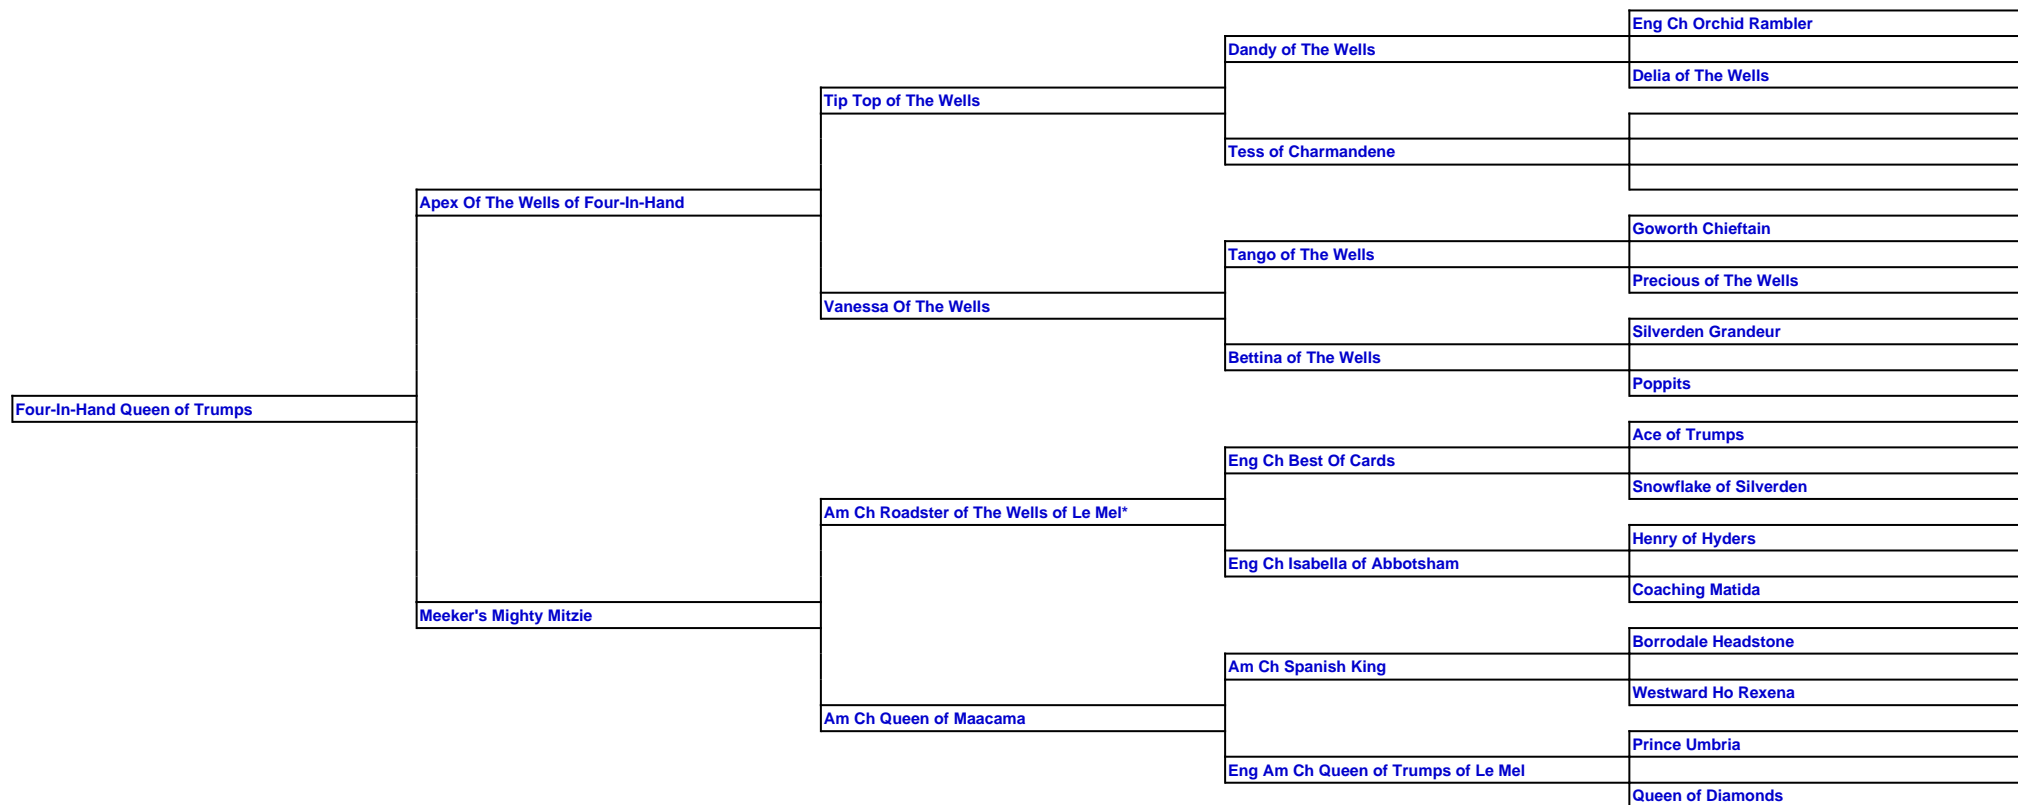 Eng Ch Orchid Rambler
Dandy of The Wells
Delia of The Wells
Tip Top of The Wells
Tess of Charmandene
Apex Of The Wells of Four-In-Hand
Goworth Chieftain
Tango of The Wells
Precious of The Wells
Vanessa Of The Wells
Silverden Grandeur
Bettina of The Wells
Poppits
Four-In-Hand Queen of Trumps
Ace of Trumps
Eng Ch Best Of Cards
Snowflake of Silverden
Am Ch Roadster of The Wells of Le Mel*
Henry of Hyders
Eng Ch Isabella of Abbotsham
Coaching Matida
Meeker's Mighty Mitzie
Borrodale Headstone
Am Ch Spanish King
Westward Ho Rexena
Am Ch Queen of Maacama
Prince Umbria
Eng Am Ch Queen of Trumps of Le Mel
Queen of Diamonds